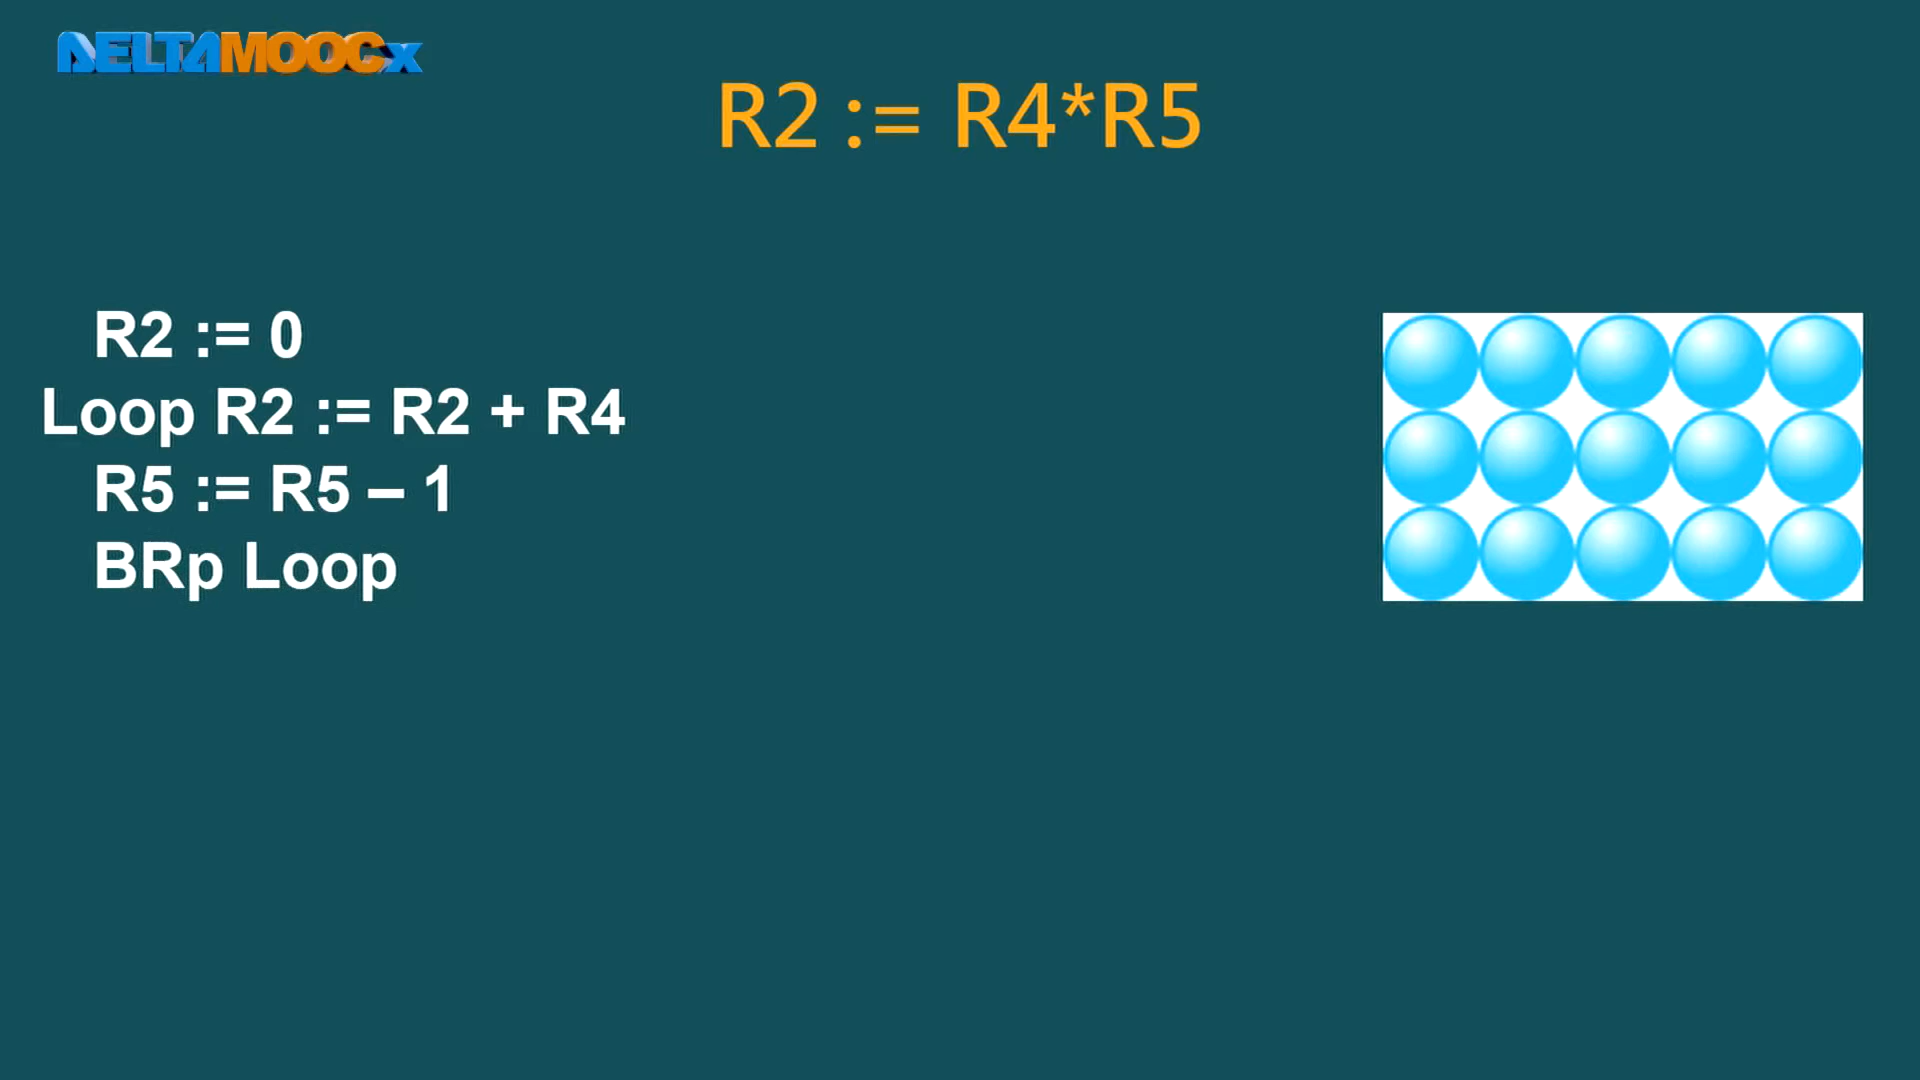 DELTAMOOCx
R2 := R4*R5
R2 := 0
Loop R2 := R2 + R4
R5 := R5 – 1
BRp Loop